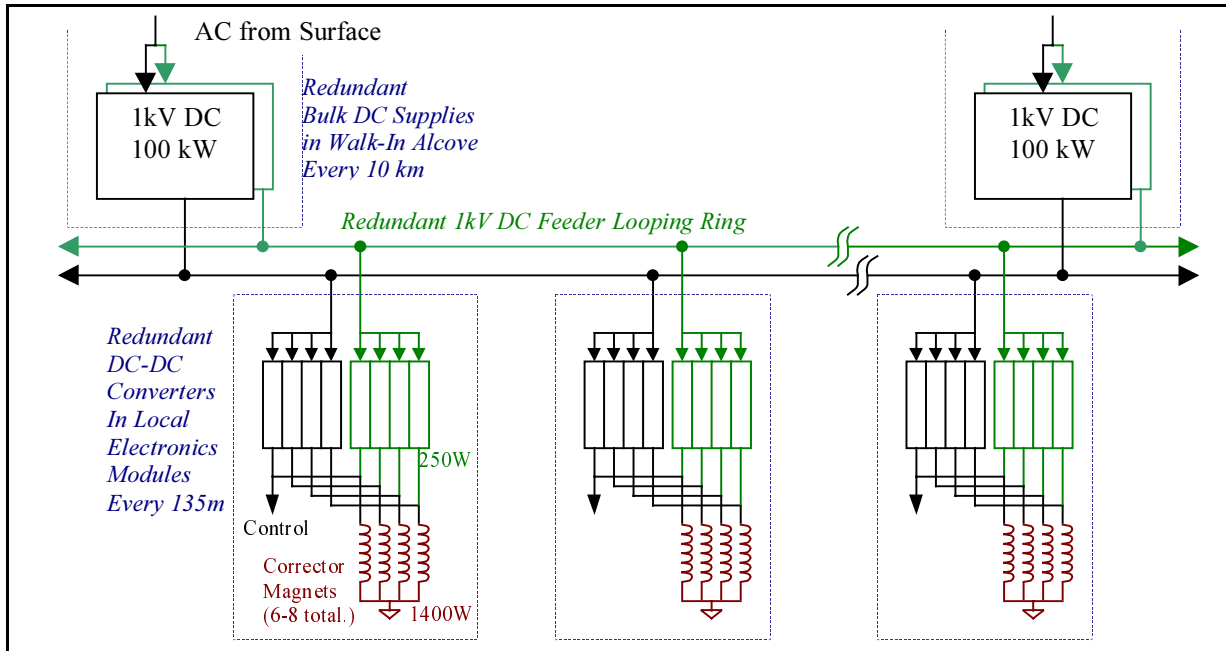 AC from Surface
1kV DC
100 kW
Redundant
Bulk DC Supplies
in Walk-In Alcove
Every 10 km
1kV DC
100 kW
Redundant 1kV DC Feeder Looping Ring
Redundant
DC-DC
Converters
In Local
Electronics
Modules
Every 135m
250W
Control
Corrector
Magnets
(6-8 total.)
1400W